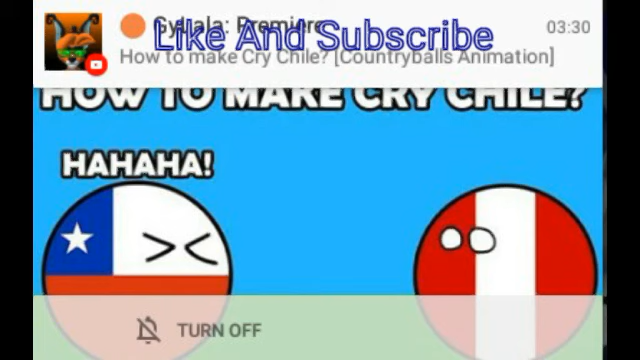 Premiere
03:30
Like And Subscribe
How to make Cry Chile? [Countryballs Animation]
HOW TO MAKE CRY CHILE?
HAHAHA!
TURN OFF